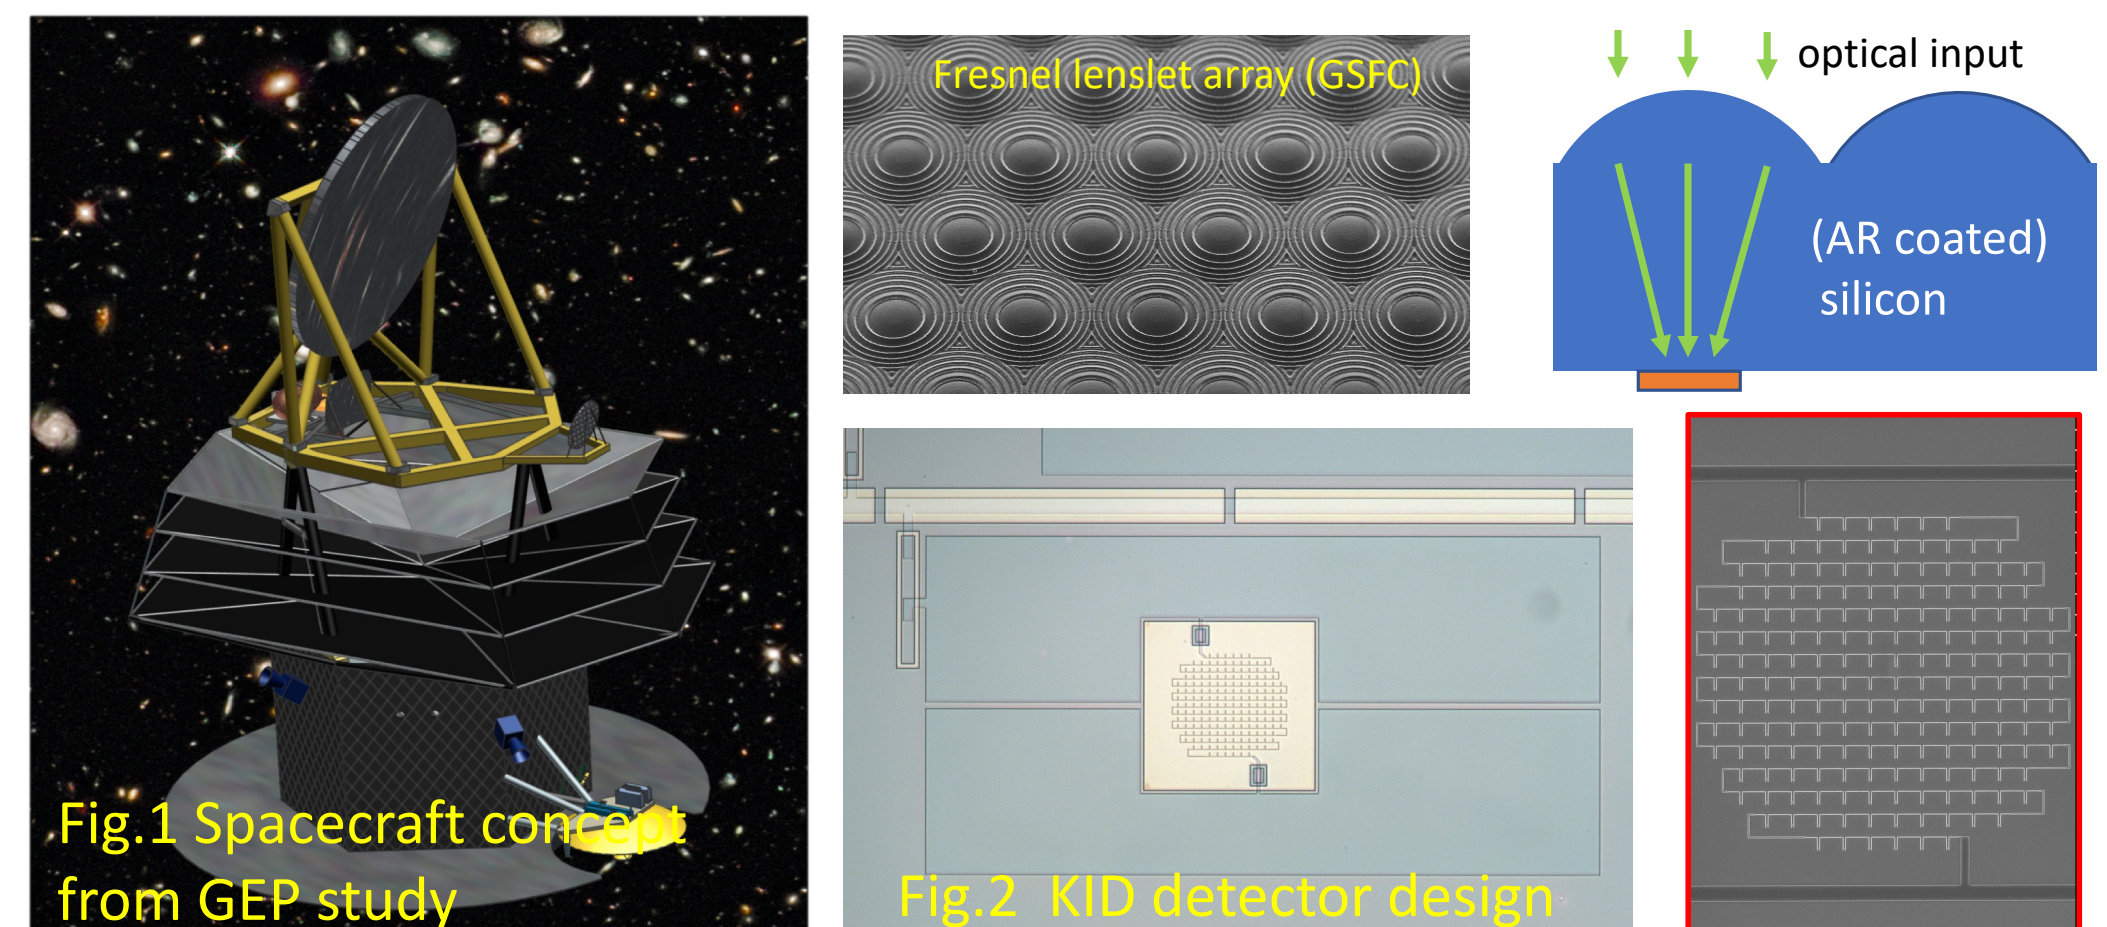 Fig.1 Spacecraft concept
from GEP study
Fresnel lenslet array (GSFC)
optical input
(AR coated)
silicon
Fig.2 KID detector design